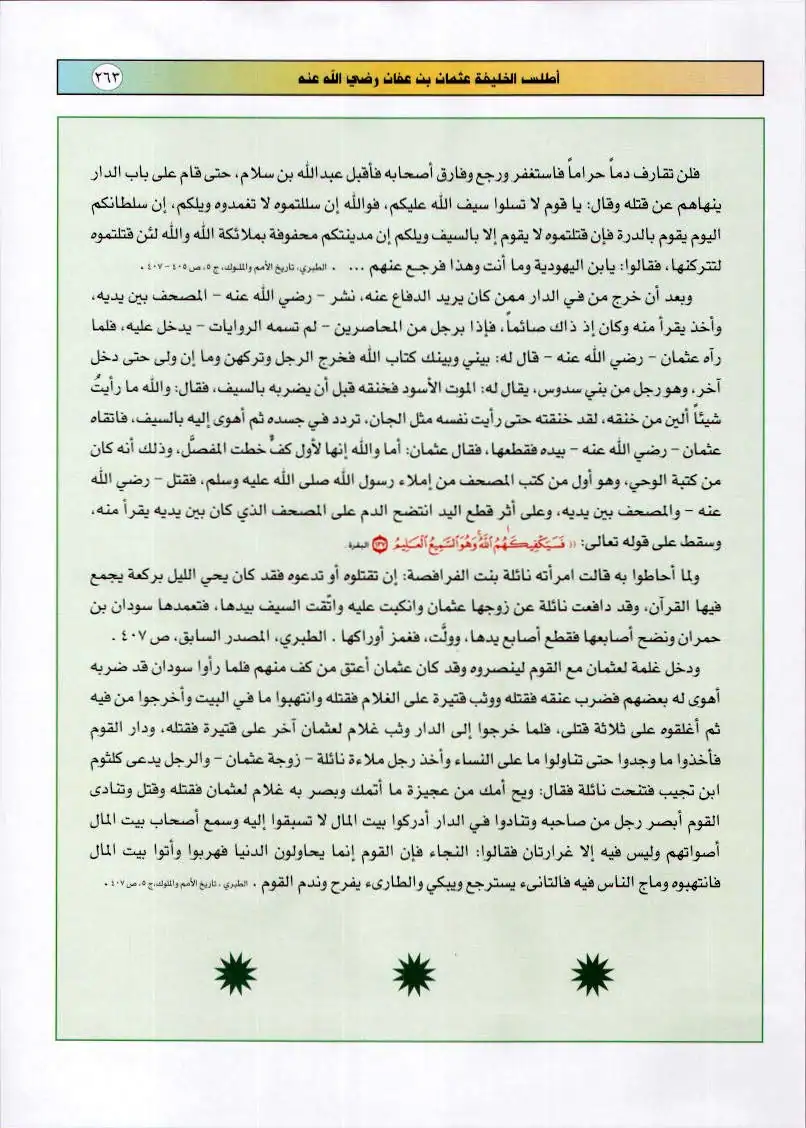 أطلس الخليفة عثمان بن عفان رضي الله عنه
٢٦٣
فلن تقارف دماً حراماً فاستغفر ورجع وفارق أصحابه فأقبل عبدالله بن سلام، حتى قام على باب الدار
ينهاهم عن قتله وقال: يا قوم لا تسلوا سيف الله عليكم، فوالله إن سللتموه لا تغمدوه ويلكم، إن سلطانكم
اليوم يقوم بالدرة فإن قتلتموه لا يقوم إلا بالسيف ويلكم إن مدينتكم محفوفة بملائكة الله والله لئن قتلتموه
لتتركنها، فقالوا: يابن اليهودية وما أنت وهذا فرجع عنهم ... . الطبري، تاريخ الأمم والملوك، ج ٥، ص ٤٠٥ - ٤٠٧ .
وبعد أن خرج من في الدار ممن كان يريد الدفاع عنه، نشر - رضي الله عنه - المصحف بين يديه،
وأخذ يقرأ منه وكان إذ ذاك صائماً، فإذا برجل من المحاصرين - لم تسمه الروايات - يدخل عليه، فلما
رآه عثمان - رضي الله عنه - قال له: بيني وبينك كتاب الله فخرج الرجل وتركهن وما إن ولى حتى دخل
آخر، وهو رجل من بني سدوس، يقال له: الموت الأسود فخنقه قبل أن يضربه بالسيف، فقال: والله ما رأيتُ
شيئاً ألين من خنقه، لقد خنقته حتى رأيت نفسه مثل الجان، تردد في جسده ثم أهوى إليه بالسيف، فاتقاه
عثمان - رضي الله عنه - بيده فقطعها، فقال عثمان: أما والله إنها لأول كفٍّ خطت المفصَّل، وذلك أنه كان
من كتبة الوحي، وهو أول من كتب المصحف من إملاء رسول الله صلى الله عليه وسلم، فقتل - رضي الله
عنه - والمصحف بين يديه، وعلى أثر قطع اليد انتضح الدم على المصحف الذي كان بين يديه يقرأ منه،
وسقط على قوله تعالى: ﴿ فَسَيَكْفِيكَهُمُ اللَّهُ وَهُوَ السَّمِيعُ الْعَلِيمُ ١٣٧ البقرة.
ولما أحاطوا به قالت امرأته نائلة بنت الفرافصة: إن تقتلوه أو تدعوه فقد كان يحي الليل بركعة يجمع
فيها القرآن، وقد دافعت نائلة عن زوجها عثمان وانكبت عليه واتّقت السيف بيدها، فتعمدها سودان بن
حمران ونضح أصابعها فقطع أصابع يدها، وولَّت، فغمز أوراكها . الطبري، المصدر السابق، ص ٤٠٧ .
ودخل غلمة لعثمان مع القوم لينصروه وقد كان عثمان أعتق من كف منهم فلما رأوا سودان قد ضربه
أهوى له بعضهم فضرب عنقه فقتله ووثب قتيرة على الغلام فقتله وانتهبوا ما في البيت وأخرجوا من فيه
ثم أغلقوه على ثلاثة قتلى، فلما خرجوا إلى الدار وثب غلام لعثمان آخر على قتيرة فقتله، ودار القوم
فأخذوا ما وجدوا حتى تناولوا ما على النساء وأخذ رجل ملاءة نائلة - زوجة عثمان - والرجل يدعى كلثوم
ابن تجيب فتنحت نائلة فقال: ويح أمك من عجيزة ما أتمك وبصر به غلام لعثمان فقتله وقتل وتنادى
القوم أبصر رجل من صاحبه وتنادوا في الدار أدركوا بيت المال لا تسبقوا إليه وسمع أصحاب بيت المال
أصواتهم وليس فيه إلا غرارتان فقالوا: النجاء فإن القوم إنما يحاولون الدنيا فهربوا وأتوا بيت المال
فانتهبوه وماج الناس فيه فالتانىء يسترجع ويبكي والطارىء يفرح وندم القوم . الطبري ، تاريخ الأمم والملوك، ج ٥، ص ٤٠٧ .